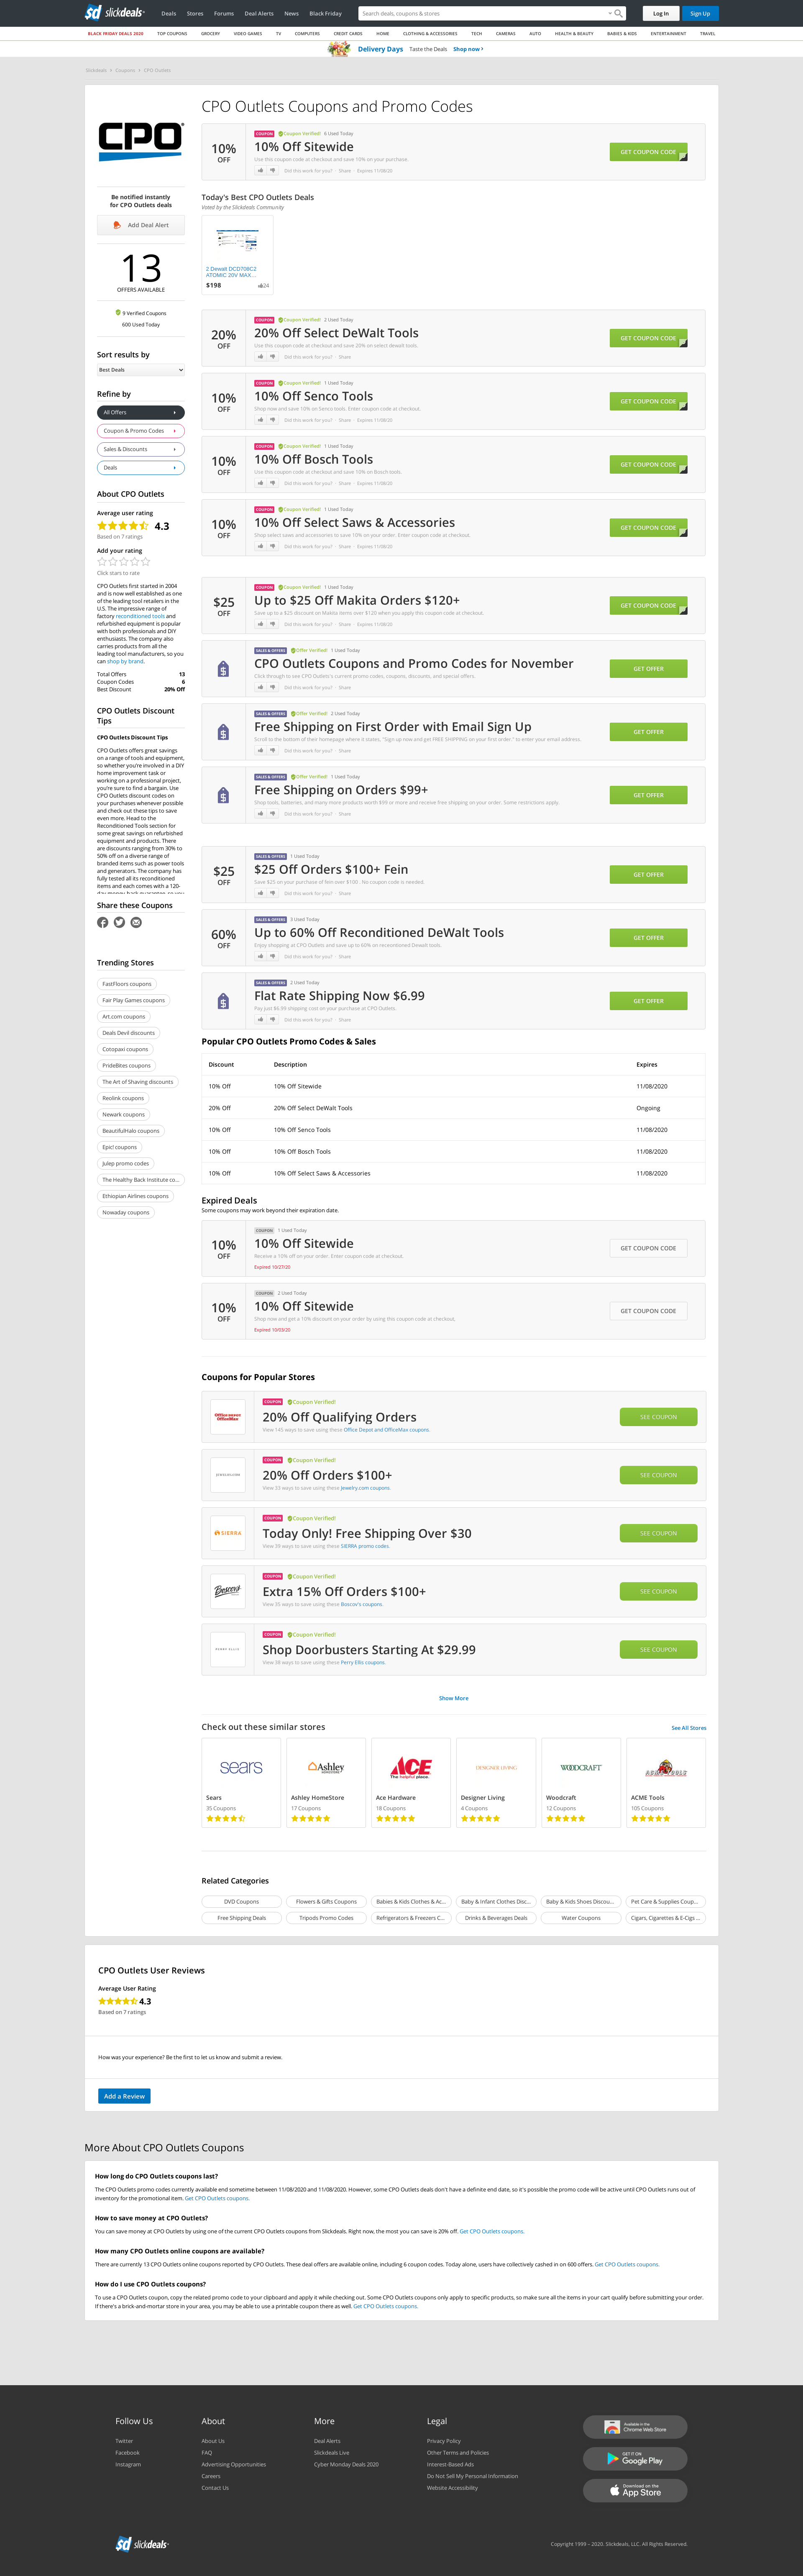 slickdeals
Deals Stores Forums Deal Alerts News Black Friday
Search deals, coupons & stores
Log In Sign Up
BLACK FRIDAY DEALS 2020 TOP COUPONS GROCERY VIDEO GAMES TV COMPUTERS CREDIT CARDS HOME CLOTHING & ACCESSORIES TECH CAMERAS AUTO HEALTH & BEAUTY BABIES & KIDS ENTERTAINMENT TRAVEL
Delivery Days Taste the Deals Shop now ›
Slickdeals › Coupons › CPO Outlets
CPO
Be notified instantly
for CPO Outlets deals
Add Deal Alert
13
OFFERS AVAILABLE
9 Verified Coupons
600 Used Today
Sort results by
Best Deals
Refine by
All Offers
Coupon & Promo Codes
Sales & Discounts
Deals
About CPO Outlets
Average user rating
4.3
Based on 7 ratings
Add your rating
Click stars to rate
CPO Outlets first started in 2004
and is now well established as one
of the leading tool retailers in the
U.S. The impressive range of
factory reconditioned tools and
refurbished equipment is popular
with both professionals and DIY
enthusiasts. The company also
carries products from all the
leading tool manufacturers, so you
can shop by brand.
Total Offers 13
Coupon Codes 6
Best Discount 20% Off
CPO Outlets Discount
Tips
CPO Outlets Discount Tips
CPO Outlets offers great savings
on a range of tools and equipment,
so whether you're involved in a DIY
home improvement task or
working on a professional project,
you're sure to find a bargain. Use
CPO Outlets discount codes on
your purchases whenever possible
and check out these tips to save
even more. Head to the
Reconditioned Tools section for
some great savings on refurbished
equipment and products. There
are discounts ranging from 30% to
50% off on a diverse range of
branded items such as power tools
and generators. The company has
fully tested all its reconditioned
items and each comes with a 120-
Share these Coupons
Trending Stores
FastFloors coupons
Fair Play Games coupons
Art.com coupons
Deals Devil discounts
Cotopaxi coupons
PrideBites coupons
The Art of Shaving discounts
Reolink coupons
Newark coupons
BeautifulHalo coupons
Epic! coupons
Julep promo codes
The Healthy Back Institute co...
Ethiopian Airlines coupons
Nowaday coupons
CPO Outlets Coupons and Promo Codes
10% OFF
COUPON Coupon Verified! 6 Used Today
10% Off Sitewide
Use this coupon code at checkout and save 10% on your purchase.
Did this work for you? · Share · Expires 11/08/20
GET COUPON CODE
Today's Best CPO Outlets Deals
Voted by the Slickdeals Community
2 Dewalt DCD708C2
ATOMIC 20V MAX ...
$198 24
20% OFF
COUPON Coupon Verified! 2 Used Today
20% Off Select DeWalt Tools
Use this coupon code at checkout and save 20% on select dewalt tools.
Did this work for you? · Share
GET COUPON CODE
10% OFF
COUPON Coupon Verified! 1 Used Today
10% Off Senco Tools
Shop now and save 10% on Senco tools. Enter coupon code at checkout.
Did this work for you? · Share · Expires 11/08/20
GET COUPON CODE
10% OFF
COUPON Coupon Verified! 1 Used Today
10% Off Bosch Tools
Use this coupon code at checkout and save 10% on Bosch tools.
Did this work for you? · Share · Expires 11/08/20
GET COUPON CODE
10% OFF
COUPON Coupon Verified! 1 Used Today
10% Off Select Saws & Accessories
Shop select saws and accessories to save 10% on your order. Enter coupon code at checkout.
Did this work for you? · Share · Expires 11/08/20
GET COUPON CODE
$25 OFF
COUPON Coupon Verified! 1 Used Today
Up to $25 Off Makita Orders $120+
Save up to a $25 discount on Makita items over $120 when you apply this coupon code at checkout.
Did this work for you? · Share · Expires 11/08/20
GET COUPON CODE
SALES & OFFERS Offer Verified! 1 Used Today
CPO Outlets Coupons and Promo Codes for November
Click through to see CPO Outlets's current promo codes, coupons, discounts, and special offers.
Did this work for you? · Share
GET OFFER
SALES & OFFERS Offer Verified! 2 Used Today
Free Shipping on First Order with Email Sign Up
Scroll to the bottom of their homepage where it states, "Sign up now and get FREE SHIPPING on your first order." to enter your email address.
Did this work for you? · Share
GET OFFER
SALES & OFFERS Offer Verified! 1 Used Today
Free Shipping on Orders $99+
Shop tools, batteries, and many more products worth $99 or more and receive free shipping on your order. Some restrictions apply.
Did this work for you? · Share
GET OFFER
$25 OFF
SALES & OFFERS 1 Used Today
$25 Off Orders $100+ Fein
Save $25 on your purchase of fein over $100 . No coupon code is needed.
Did this work for you? · Share
GET OFFER
60% OFF
SALES & OFFERS 3 Used Today
Up to 60% Off Reconditioned DeWalt Tools
Enjoy shopping at CPO Outlets and save up to 60% on reconitioned Dewalt tools.
Did this work for you? · Share
GET OFFER
SALES & OFFERS 2 Used Today
Flat Rate Shipping Now $6.99
Pay just $6.99 shipping cost on your purchase at CPO Outlets.
Did this work for you? · Share
GET OFFER
Popular CPO Outlets Promo Codes & Sales
Discount Description Expires
10% Off 10% Off Sitewide 11/08/2020
20% Off 20% Off Select DeWalt Tools Ongoing
10% Off 10% Off Senco Tools 11/08/2020
10% Off 10% Off Bosch Tools 11/08/2020
10% Off 10% Off Select Saws & Accessories 11/08/2020
Expired Deals
Some coupons may work beyond their expiration date.
10% OFF
COUPON 1 Used Today
10% Off Sitewide
Receive a 10% off on your order. Enter coupon code at checkout.
Expired 10/27/20
GET COUPON CODE
10% OFF
COUPON 2 Used Today
10% Off Sitewide
Shop now and get a 10% discount on your order by using this coupon code at checkout.
Expired 10/03/20
GET COUPON CODE
Coupons for Popular Stores
Office DEPOT OfficeMax
COUPON Coupon Verified!
20% Off Qualifying Orders
View 145 ways to save using these Office Depot and OfficeMax coupons.
SEE COUPON
JEWELRY.COM
COUPON Coupon Verified!
20% Off Orders $100+
View 33 ways to save using these Jewelry.com coupons.
SEE COUPON
SIERRA
COUPON Coupon Verified!
Today Only! Free Shipping Over $30
View 39 ways to save using these SIERRA promo codes.
SEE COUPON
Boscov's
COUPON Coupon Verified!
Extra 15% Off Orders $100+
View 35 ways to save using these Boscov's coupons.
SEE COUPON
PERRY ELLIS
COUPON Coupon Verified!
Shop Doorbusters Starting At $29.99
View 58 ways to save using these Perry Ellis coupons.
SEE COUPON
Show More
Check out these similar stores See All Stores
sears Ashley HOMESTORE ACE The helpful place. DESIGNER LIVING WOODCRAFT ACME TOOLS
Sears Ashley HomeStore Ace Hardware Designer Living Woodcraft ACME Tools
35 Coupons 17 Coupons 18 Coupons 4 Coupons 12 Coupons 105 Coupons
Related Categories
DVD Coupons Flowers & Gifts Coupons Babies & Kids Clothes & Ac... Baby & Infant Clothes Disc... Baby & Kids Shoes Discou... Pet Care & Supplies Coup...
Free Shipping Deals Tripods Promo Codes Refrigerators & Freezers C... Drinks & Beverages Deals Water Coupons Cigars, Cigarettes & E-Cigs ...
CPO Outlets User Reviews
Average User Rating
4.3
Based on 7 ratings
How was your experience? Be the first to let us know and submit a review.
Add a Review
More About CPO Outlets Coupons
How long do CPO Outlets coupons last?
The CPO Outlets promo codes currently available end sometime between 11/08/2020 and 11/08/2020. However, some CPO Outlets deals don't have a definite end date, so it's possible the promo code will be active until CPO Outlets runs out of
inventory for the promotional item. Get CPO Outlets coupons.
How to save money at CPO Outlets?
You can save money at CPO Outlets by using one of the current CPO Outlets coupons from Slickdeals. Right now, the most you can save is 20% off. Get CPO Outlets coupons.
How many CPO Outlets online coupons are available?
There are currently 13 CPO Outlets online coupons reported by CPO Outlets. These deal offers are available online, including 6 coupon codes. Today alone, users have collectively cashed in on 600 offers. Get CPO Outlets coupons.
How do I use CPO Outlets coupons?
To use a CPO Outlets coupon, copy the related promo code to your clipboard and apply it while checking out. Some CPO Outlets coupons only apply to specific products, so make sure all the items in your cart qualify before submitting your order.
If there's a brick-and-mortar store in your area, you may be able to use a printable coupon there as well. Get CPO Outlets coupons.
Follow Us
Twitter
Facebook
Instagram
About
About Us
FAQ
Advertising Opportunities
Careers
Contact Us
More
Deal Alerts
Slickdeals Live
Cyber Monday Deals 2020
Legal
Privacy Policy
Other Terms and Policies
Interest-Based Ads
Do Not Sell My Personal Information
Website Accessibility
Available in the Chrome Web Store
GET IT ON Google Play
Download on the App Store
slickdeals
Copyright 1999 – 2020. Slickdeals, LLC. All Rights Reserved.